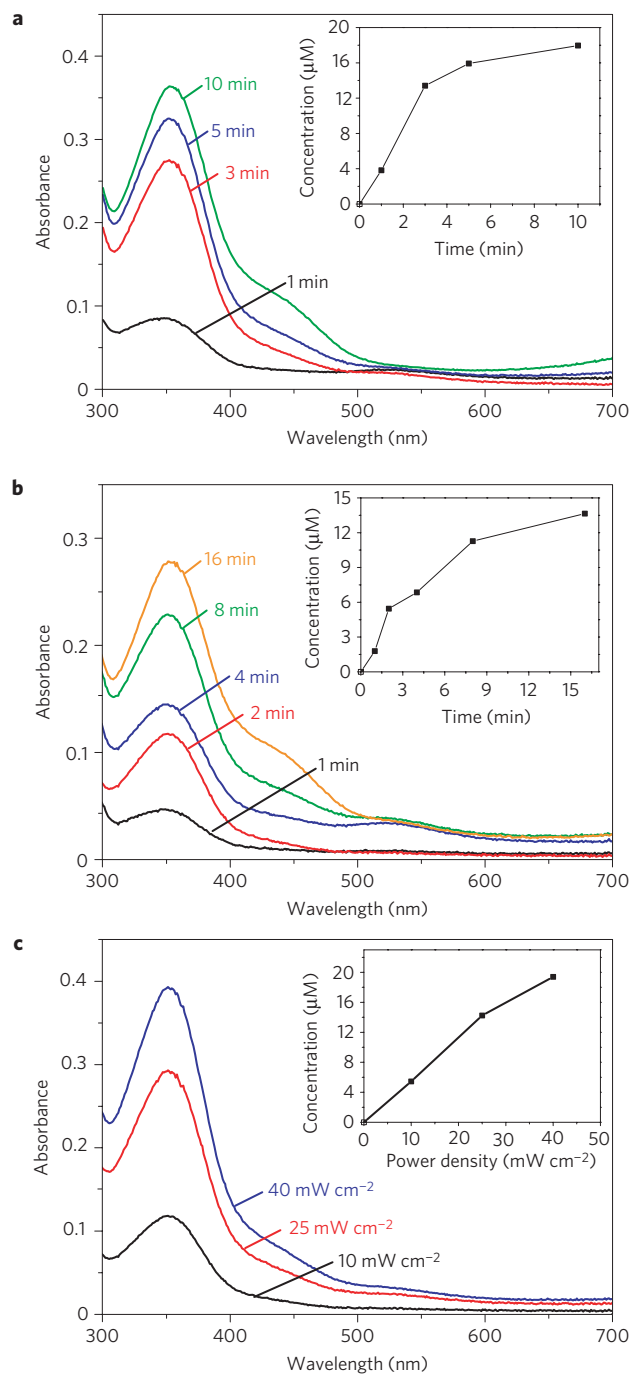 a
Absorbance
0.4
0.3
0.2
0.1
0
300
400
500
600
700
Wavelength (nm)
10 min
5 min
3 min
1 min
Concentration (μM)
20
16
12
8
4
0
0
2
4
6
8
10
Time (min)
b
Absorbance
0.3
0.2
0.1
0
300
400
500
600
700
Wavelength (nm)
16 min
8 min
4 min
2 min
1 min
Concentration (μM)
15
12
9
6
3
0
0
3
6
9
12
15
Time (min)
c
Absorbance
0.4
0.3
0.2
0.1
0
300
400
500
600
700
Wavelength (nm)
40 mW cm⁻²
25 mW cm⁻²
10 mW cm⁻²
Concentration (μM)
20
16
12
8
4
0
0
10
20
30
40
50
Power density (mW cm⁻²)